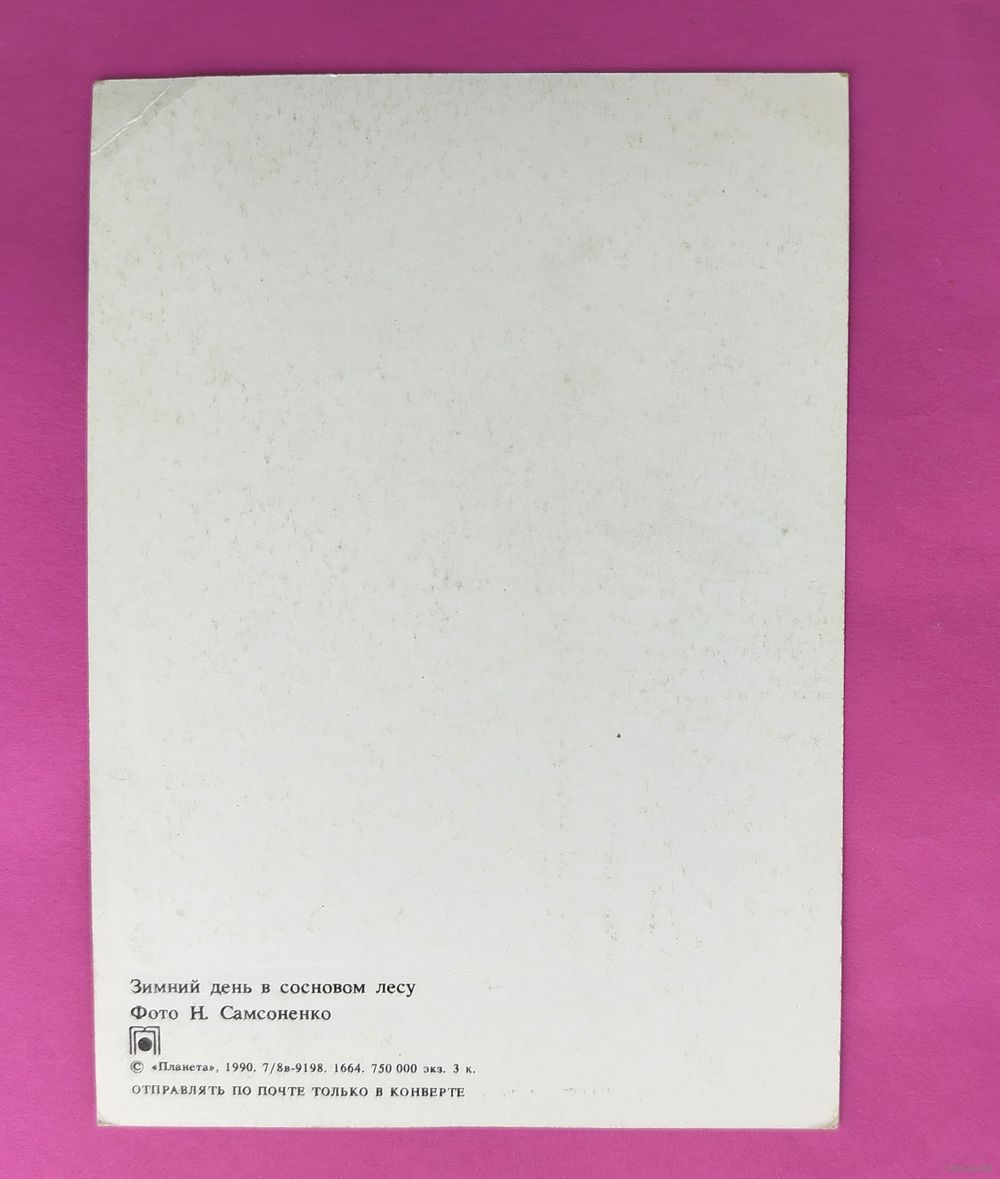 Зимний день в сосновом лесу
Фото Н. Самсоненко
© «Планета», 1990. 7/8в-9198. 1664. 750 000 экз. 3 к.
ОТПРАВЛЯТЬ ПО ПОЧТЕ ТОЛЬКО В КОНВЕРТЕ